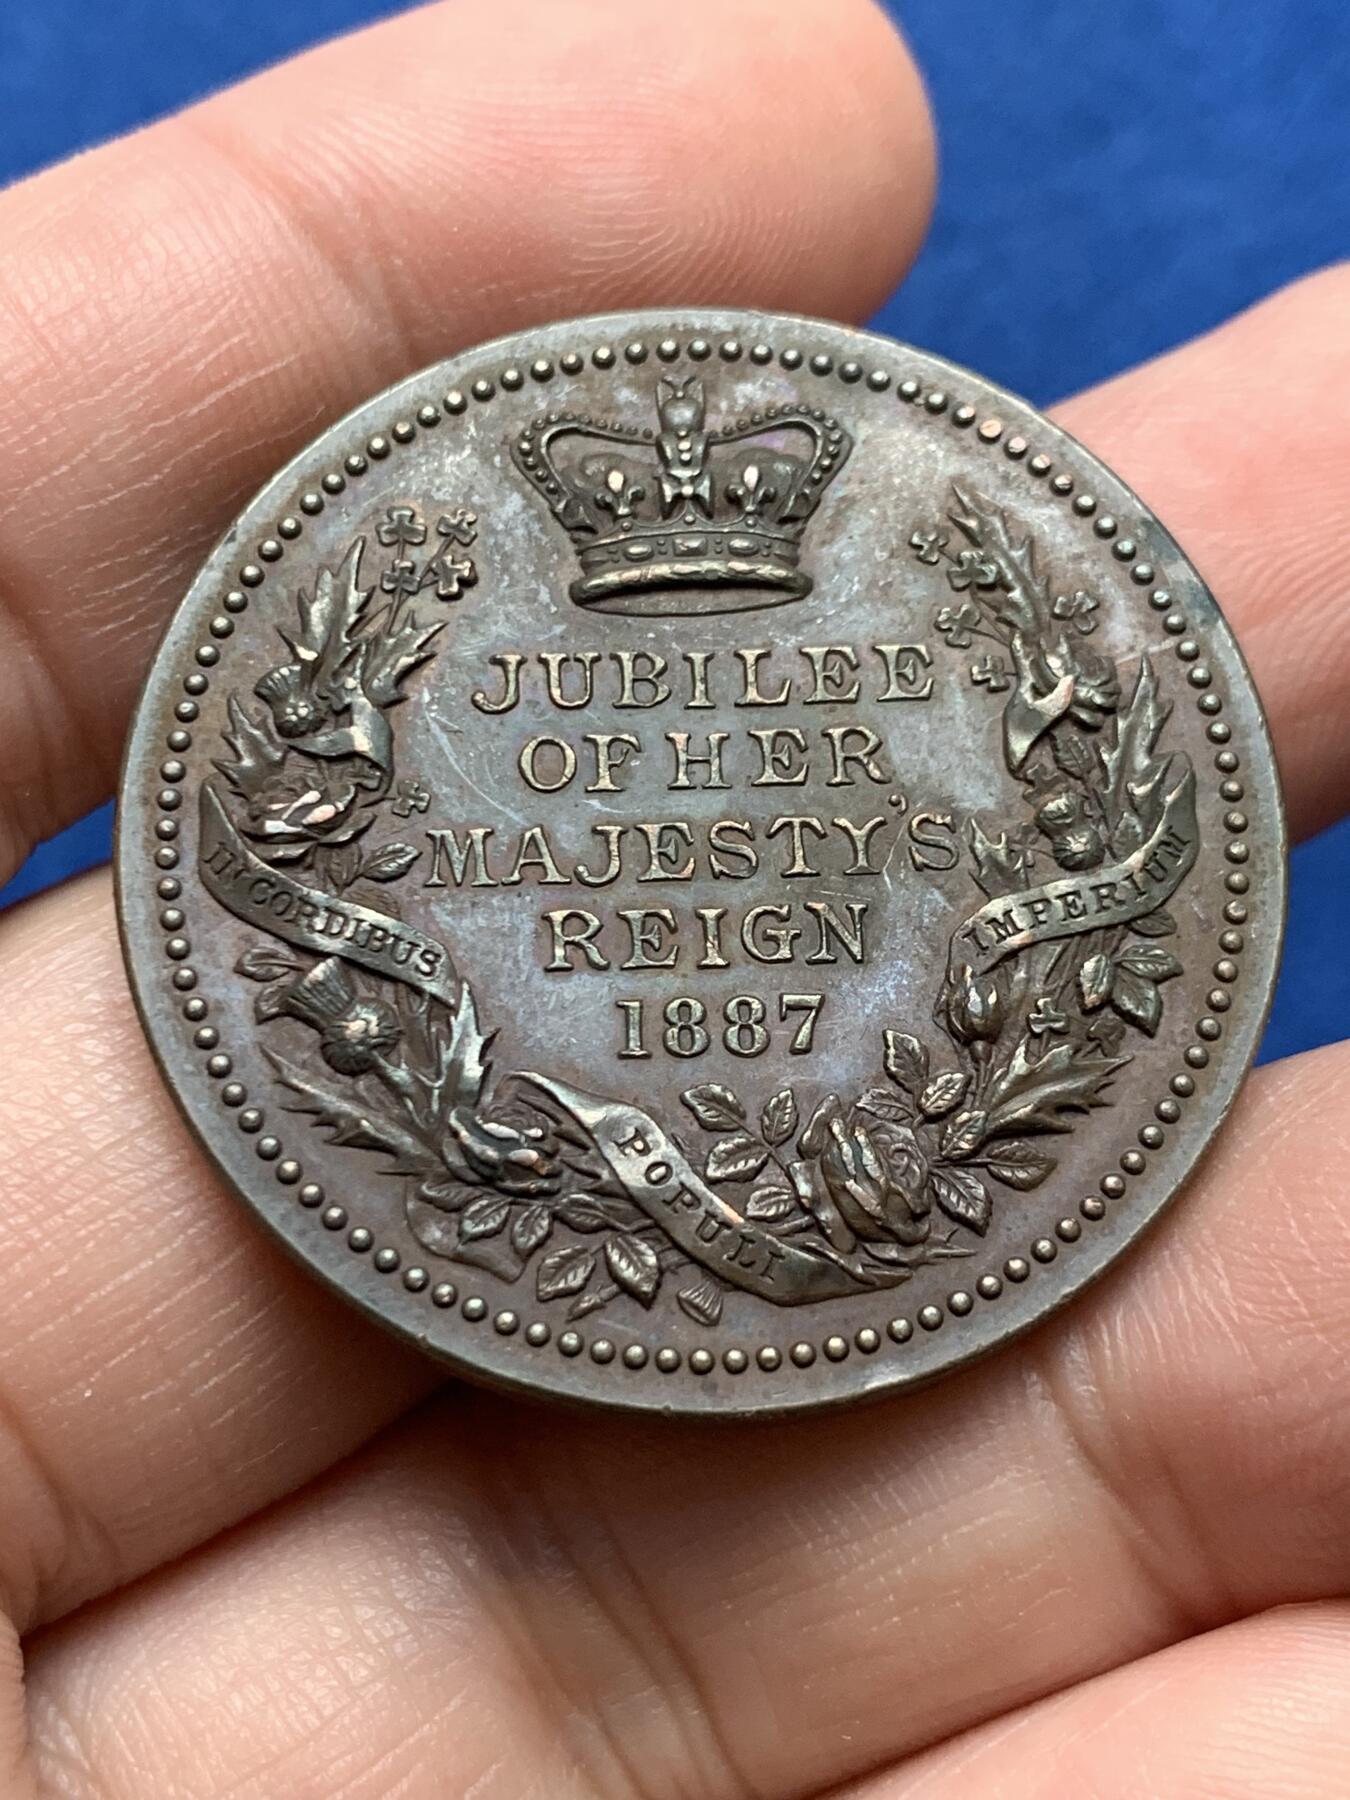 JUBILEE
OF HER
MAJESTY'S
REIGN
1887
IN CORDIBUS
POPULI
IMPERIUM